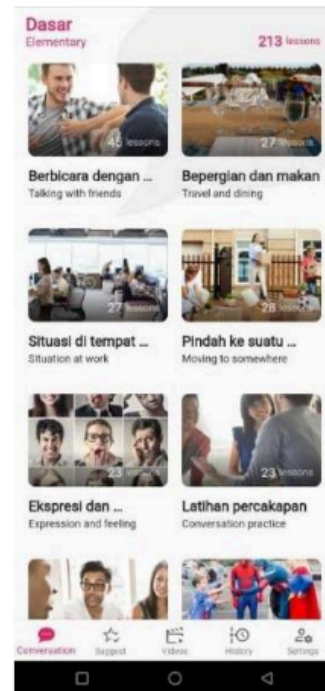 Dasar
Elementary
213 lessons
45 lessons
27 lessons
Berbicara dengan ...
Talking with friends
Bepergian dan makan
Travel and dining
27 lessons
28 lessons
Situasi di tempat ...
Situation at work
Pindah ke suatu ...
Moving to somewhere
23 lessons
23 lessons
Ekspresi dan ...
Expression and feeling
Latihan percakapan
Conversation practice
Conversation
Suggest
Videos
History
Settings